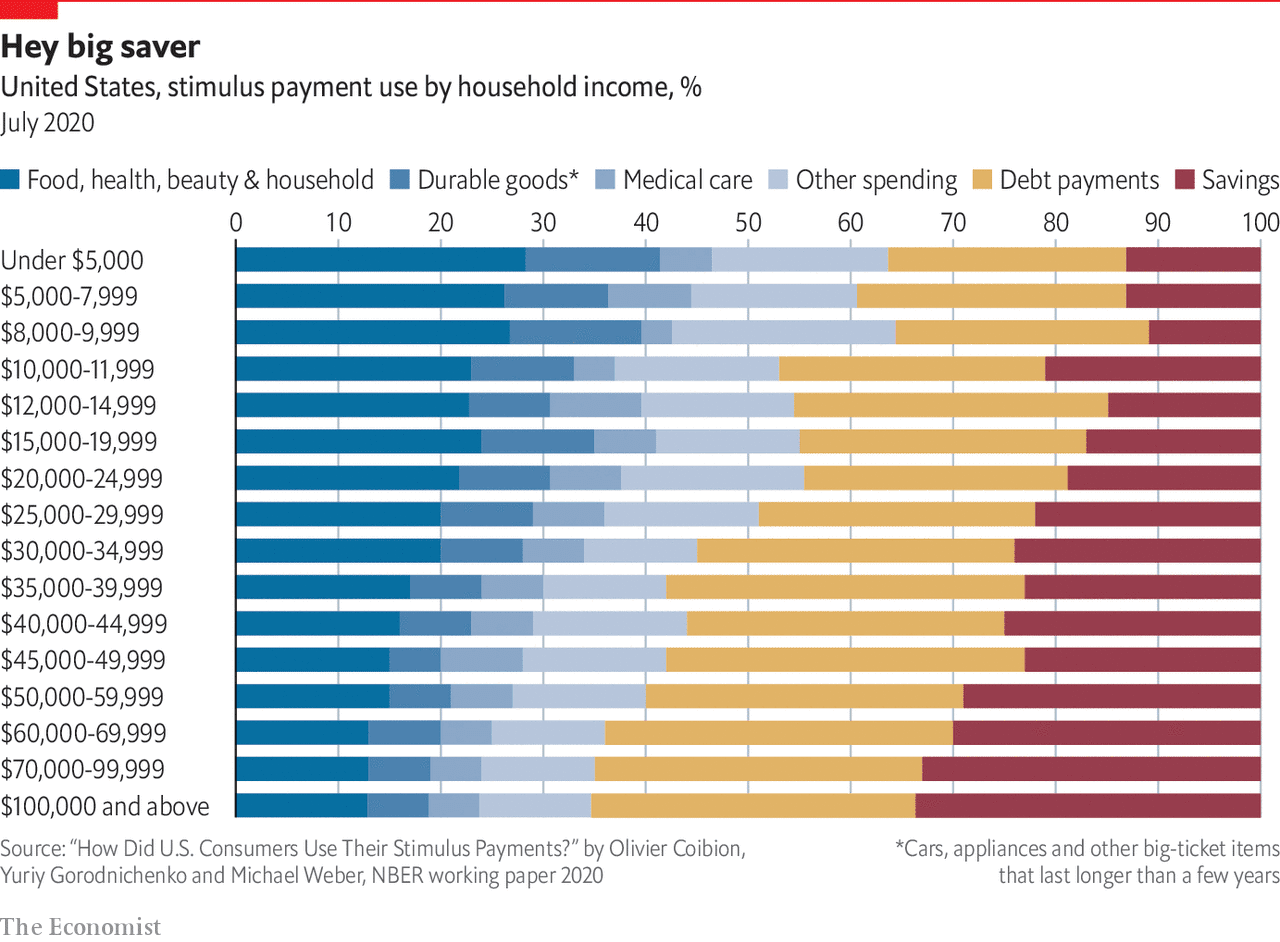 Hey big saver
United States, stimulus payment use by household income, %
July 2020
Food, health, beauty & household Durable goods* Medical care Other spending Debt payments Savings
0 10 20 30 40 50 60 70 80 90 100
Under $5,000
$5,000-7,999
$8,000-9,999
$10,000-11,999
$12,000-14,999
$15,000-19,999
$20,000-24,999
$25,000-29,999
$30,000-34,999
$35,000-39,999
$40,000-44,999
$45,000-49,999
$50,000-59,999
$60,000-69,999
$70,000-99,999
$100,000 and above
Source: “How Did U.S. Consumers Use Their Stimulus Payments?” by Olivier Coibion,
Yuriy Gorodnichenko and Michael Weber, NBER working paper 2020
*Cars, appliances and other big-ticket items
that last longer than a few years
The Economist